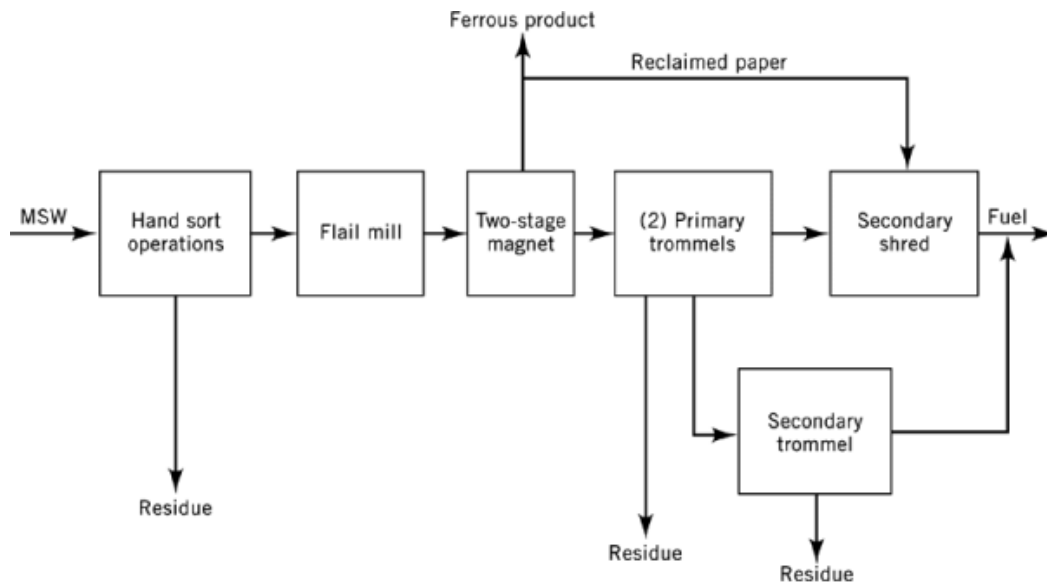 Ferrous product
Reclaimed paper
MSW
Hand sort
operations
Flail mill
Two-stage
magnet
(2) Primary
trommels
Secondary
shred
Fuel
Secondary
trommel
Residue
Residue
Residue